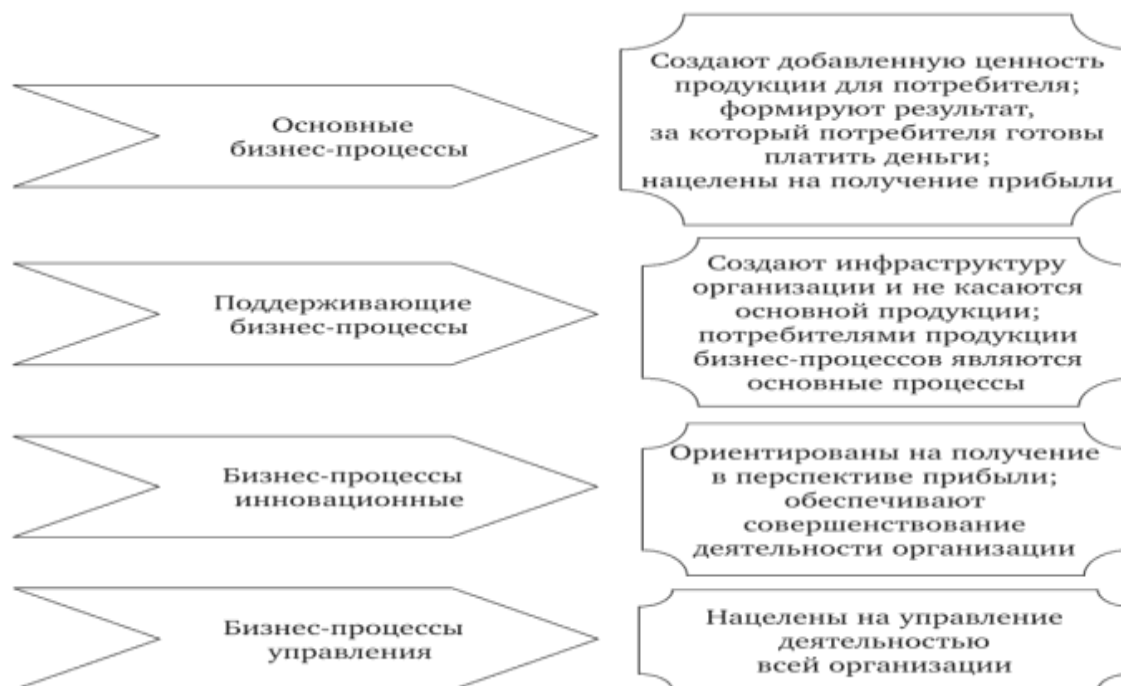 Основные
бизнес-процессы
Создают добавленную ценность
продукции для потребителя;
формируют результат,
за который потребителя готовы
платить деньги;
нацелены на получение прибыли
Поддерживающие
бизнес-процессы
Создают инфраструктуру
организации и не касаются
основной продукции;
потребителями продукции
бизнес-процессов являются
основные процессы
Бизнес-процессы
инновационные
Ориентированы на получение
в перспективе прибыли;
обеспечивают
совершенствование
деятельности организации
Бизнес-процессы
управления
Нацелены на управление
деятельностью
всей организации